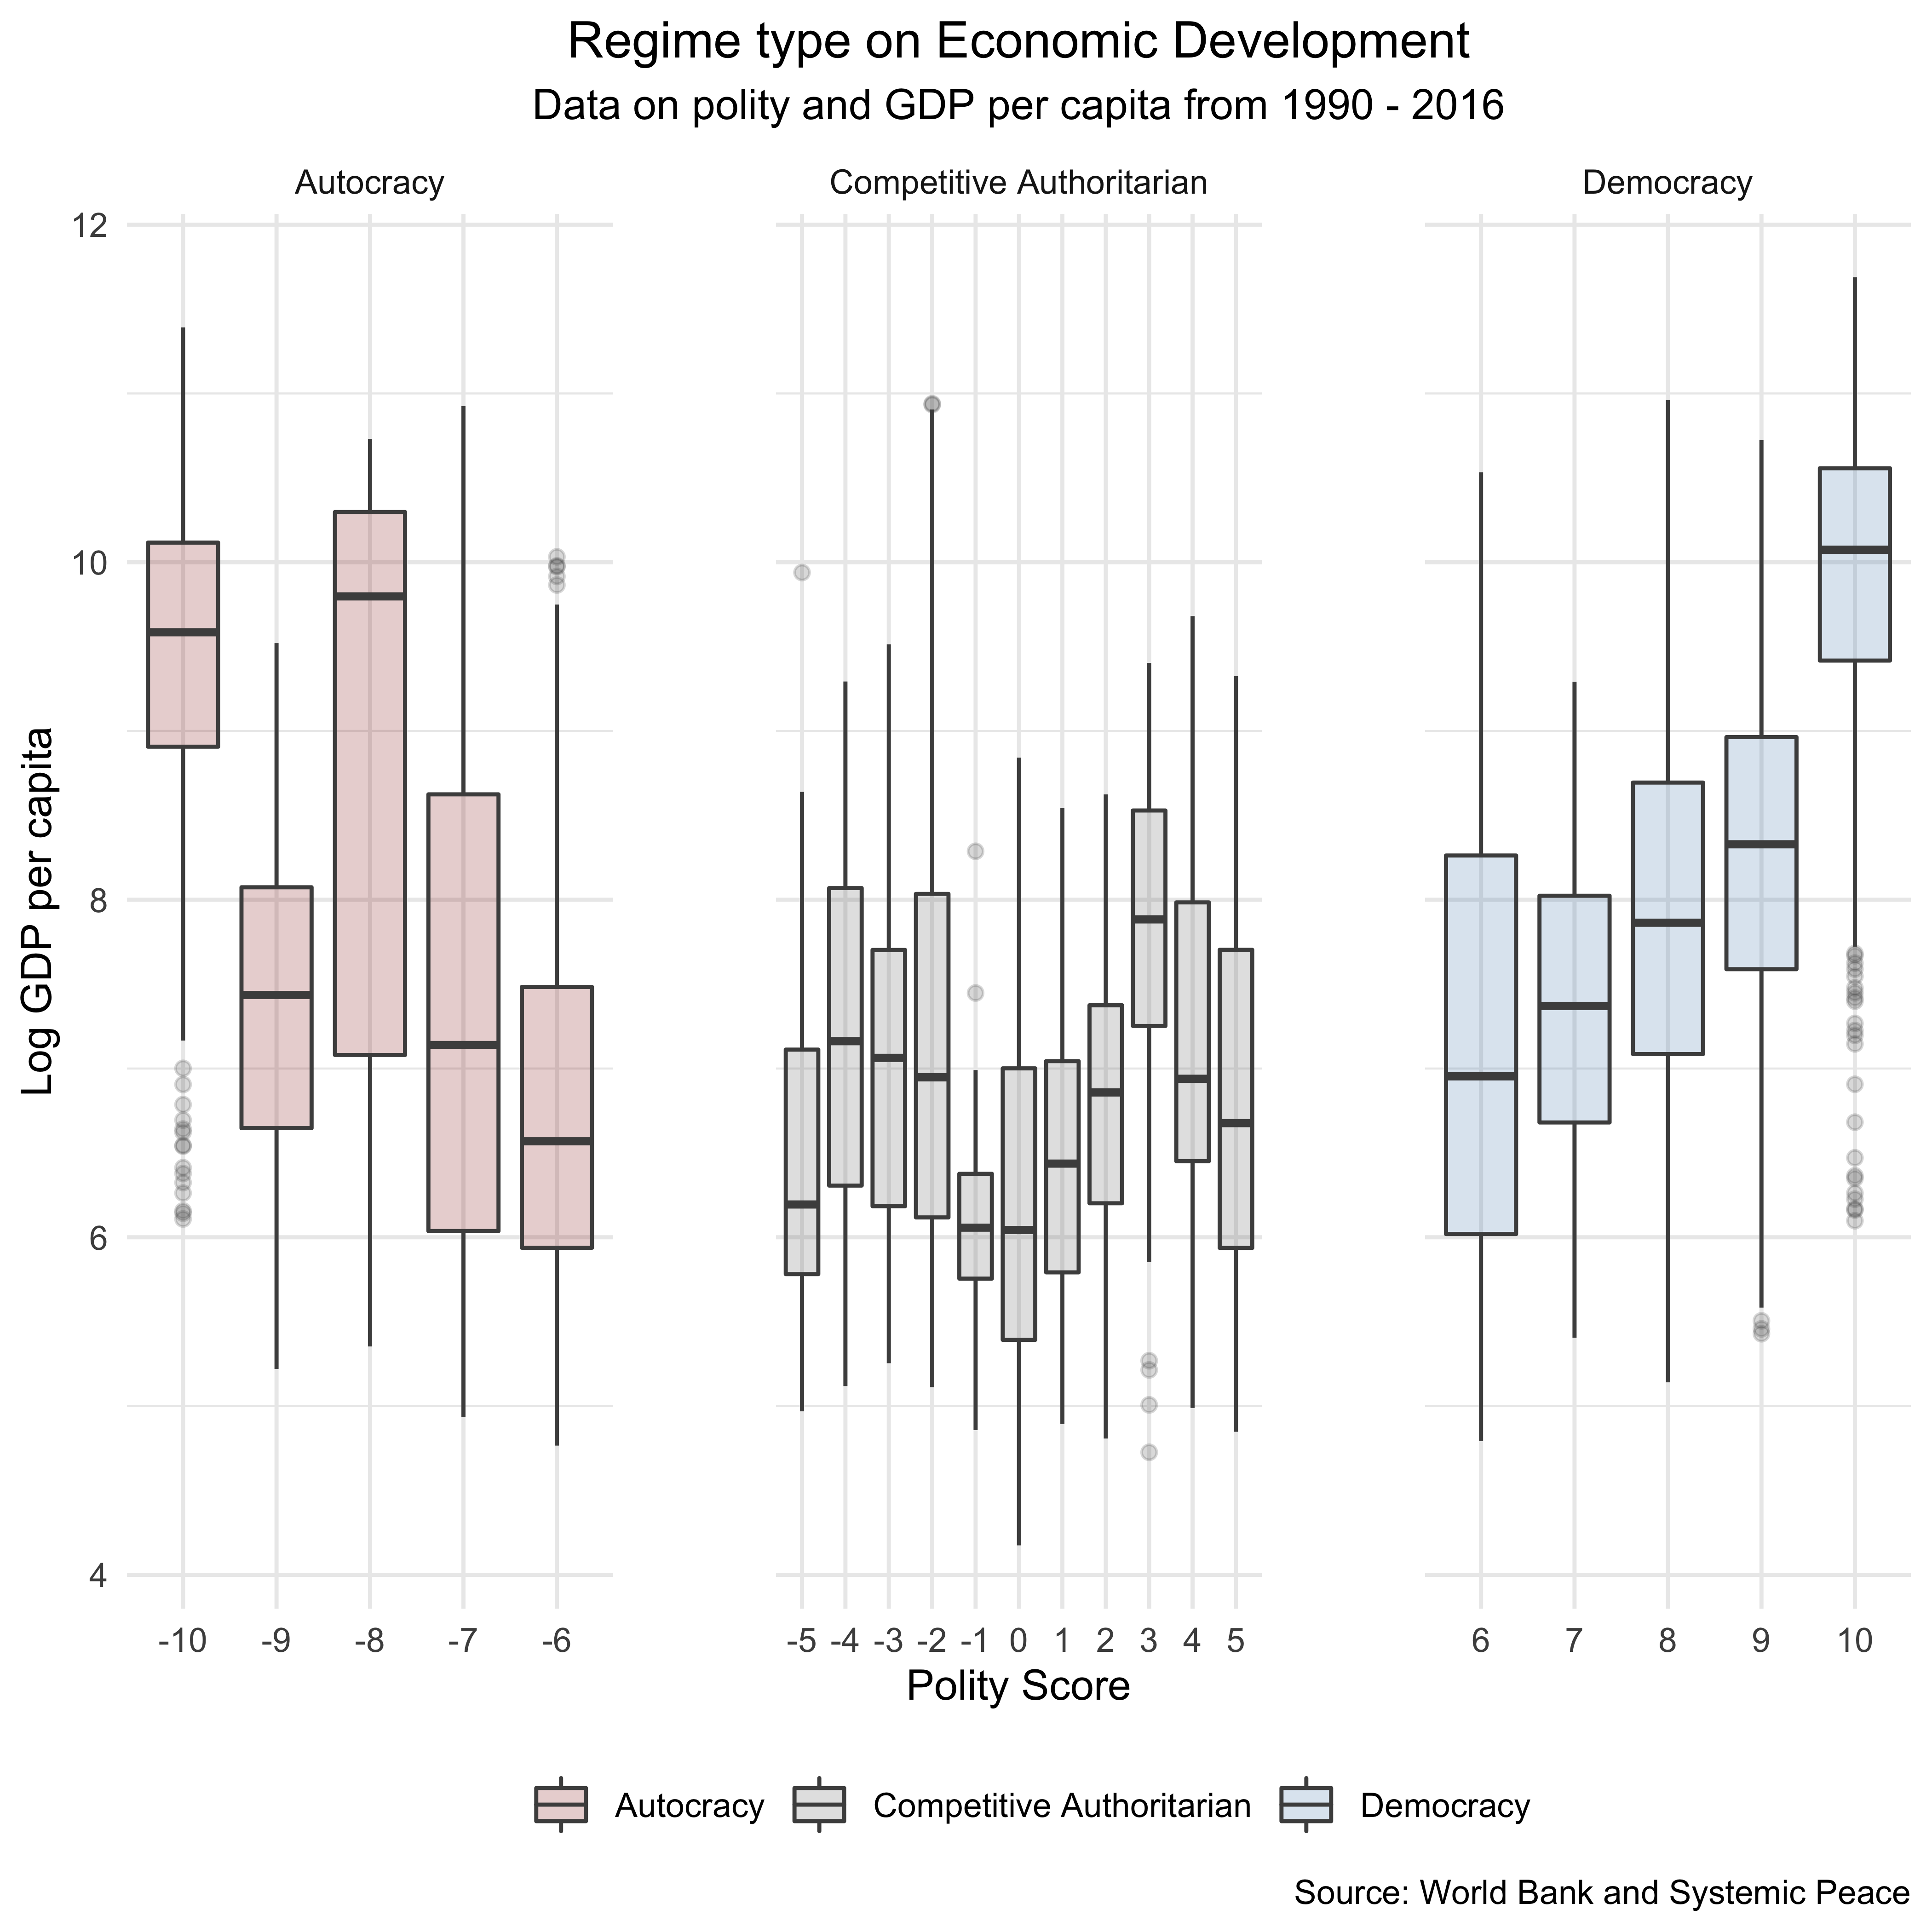 Regime type on Economic Development
Data on polity and GDP per capita from 1990 - 2016
Autocracy
Competitive Authoritarian
Democracy
Log GDP per capita
12
10
8
6
4
-10 -9 -8 -7 -6
-5 -4 -3 -2 -1 0 1 2 3 4 5
6 7 8 9 10
Polity Score
Autocracy
Competitive Authoritarian
Democracy
Source: World Bank and Systemic Peace